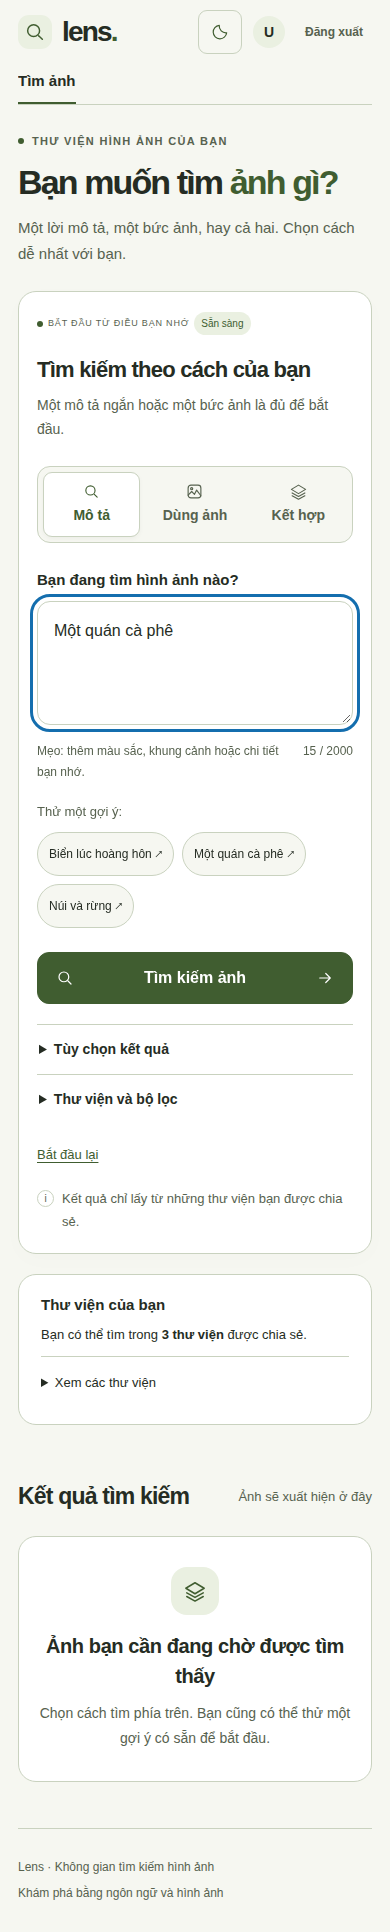 lens.
U
Đăng xuất
Tìm ảnh
THƯ VIỆN HÌNH ẢNH CỦA BẠN
Bạn muốn tìm ảnh gì?
Một lời mô tả, một bức ảnh, hay cả hai. Chọn cách
dễ nhất với bạn.
BẮT ĐẦU TỪ ĐIỀU BẠN NHỚ
Sẵn sàng
Tìm kiếm theo cách của bạn
Một mô tả ngắn hoặc một bức ảnh là đủ để bắt
đầu.
Mô tả
Dùng ảnh
Kết hợp
Bạn đang tìm hình ảnh nào?
Một quán cà phê
Mẹo: thêm màu sắc, khung cảnh hoặc chi tiết
bạn nhớ.
15 / 2000
Thử một gợi ý:
Biển lúc hoàng hôn ↗
Một quán cà phê ↗
Núi và rừng ↗
Tìm kiếm ảnh
Tùy chọn kết quả
Thư viện và bộ lọc
Bắt đầu lại
i
Kết quả chỉ lấy từ những thư viện bạn được chia
sẻ.
Thư viện của bạn
Bạn có thể tìm trong 3 thư viện được chia sẻ.
Xem các thư viện
Kết quả tìm kiếm
Ảnh sẽ xuất hiện ở đây
Ảnh bạn cần đang chờ được tìm
thấy
Chọn cách tìm phía trên. Bạn cũng có thể thử một
gợi ý có sẵn để bắt đầu.
Lens · Không gian tìm kiếm hình ảnh
Khám phá bằng ngôn ngữ và hình ảnh